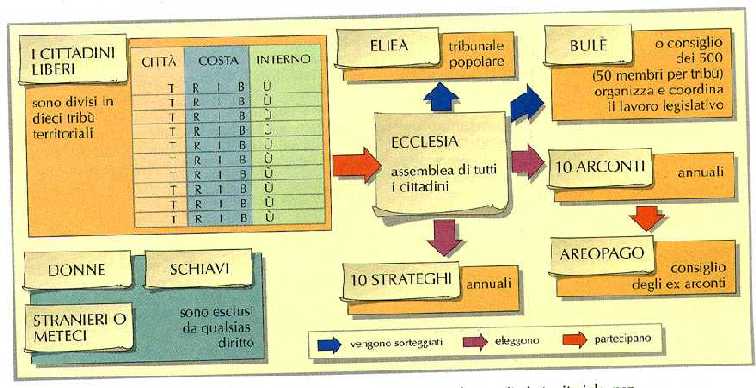 I CITTADINI
LIBERI
sono divisi in
dieci tribù
territoriali
CITTÀ COSTA INTERNO
T R I B Ù
T R I B Ù
T R I B Ù
T R I B Ù
T R I B Ù
T R I B Ù
T R I B Ù
T R I B Ù
T R I B Ù
T R I B Ù
DONNE
SCHIAVI
STRANIERI O
METECI
sono esclusi
da qualsias
diritto
ELIEA
tribunale
popolare
ECCLESIA
assemblea di tutti
i cittadini
10 STRATEGHI
annuali
BULÈ
o consiglio
dei 500
(50 membri per tribù)
organizza e coordina
il lavoro legislativo
10 ARCONTI
annuali
AREOPAGO
consiglio
degli ex arconti
vengono sorteggiati
eleggono
partecipano